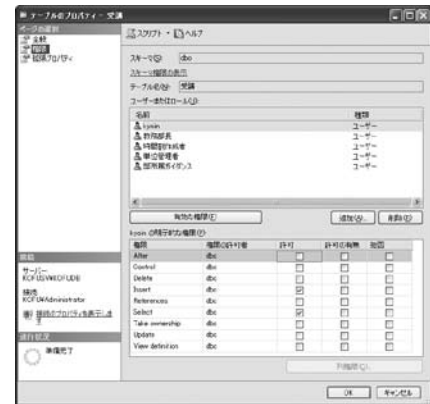 テーブルのプロパティ - 受講
ページの選択
全般
権限
拡張プロパティ
スクリプト
ヘルプ
スキーマ(S): dbo
スキーマ権限の表示
テーブル名(N): 受講
ユーザーまたはロール(U):
名前 種類
kyoin ユーザー
教務部長 ユーザー
時間割作成者 ユーザー
単位管理者 ユーザー
ユーザー
有効な権限(E) 追加(A)... 削除(R)
kyoin の明示的な権限(P):
権限 権限の許可者 許可 許可の有無 拒否
Alter dbo
Control dbo
Delete dbo
Insert dbo
References dbo
Select dbo
Take ownership dbo
Update dbo
View definition dbo
接続
サーバー:
接続:
KOFU\Administrator
接続のプロパティを表示しま
す
進行状況
準備完了
列権限(C)...
OK キャンセル